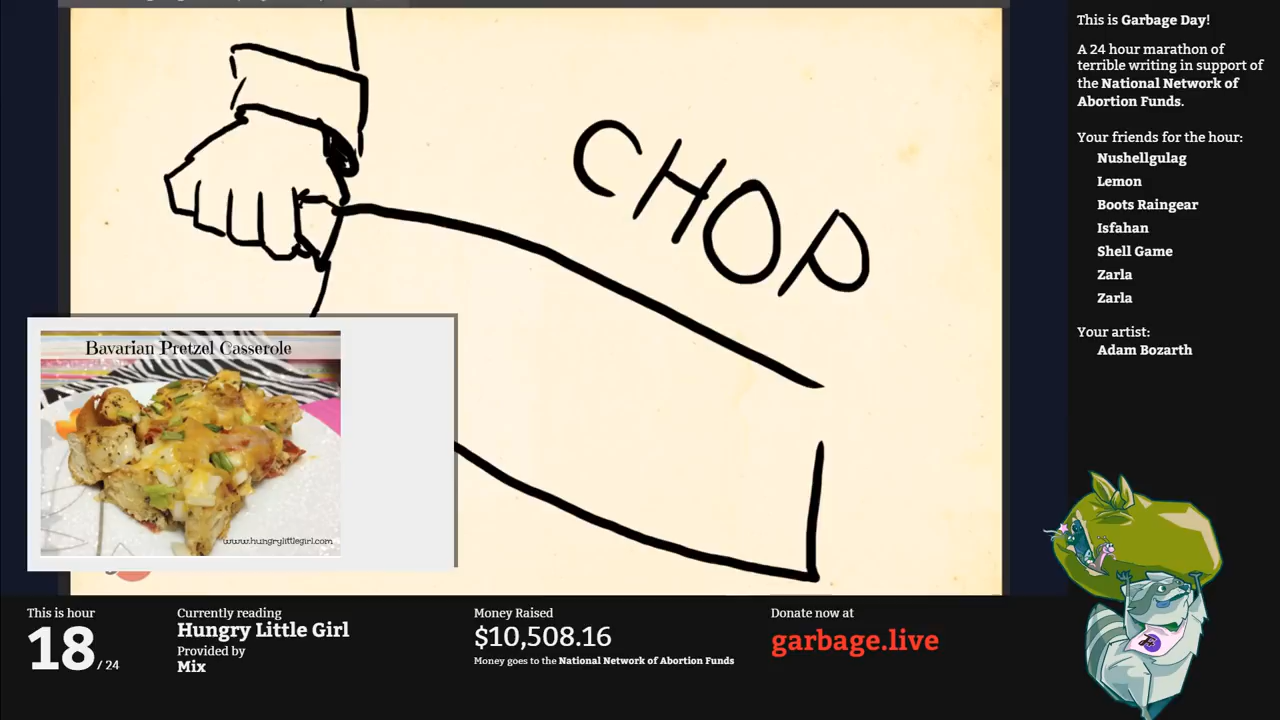 CHOP
Bavarian Pretzel Casserole
www.hungrylittlegirl.com
This is Garbage Day!
A 24 hour marathon of
terrible writing in support of
the National Network of
Abortion Funds.
Your friends for the hour:
Nushellgulag
Lemon
Boots Raingear
Isfahan
Shell Game
Zarla
Zarla
Your artist:
Adam Bozarth
This is hour
18 / 24
Currently reading
Hungry Little Girl
Provided by
Mix
Money Raised
$10,508.16
Money goes to the National Network of Abortion Funds
Donate now at
garbage.live